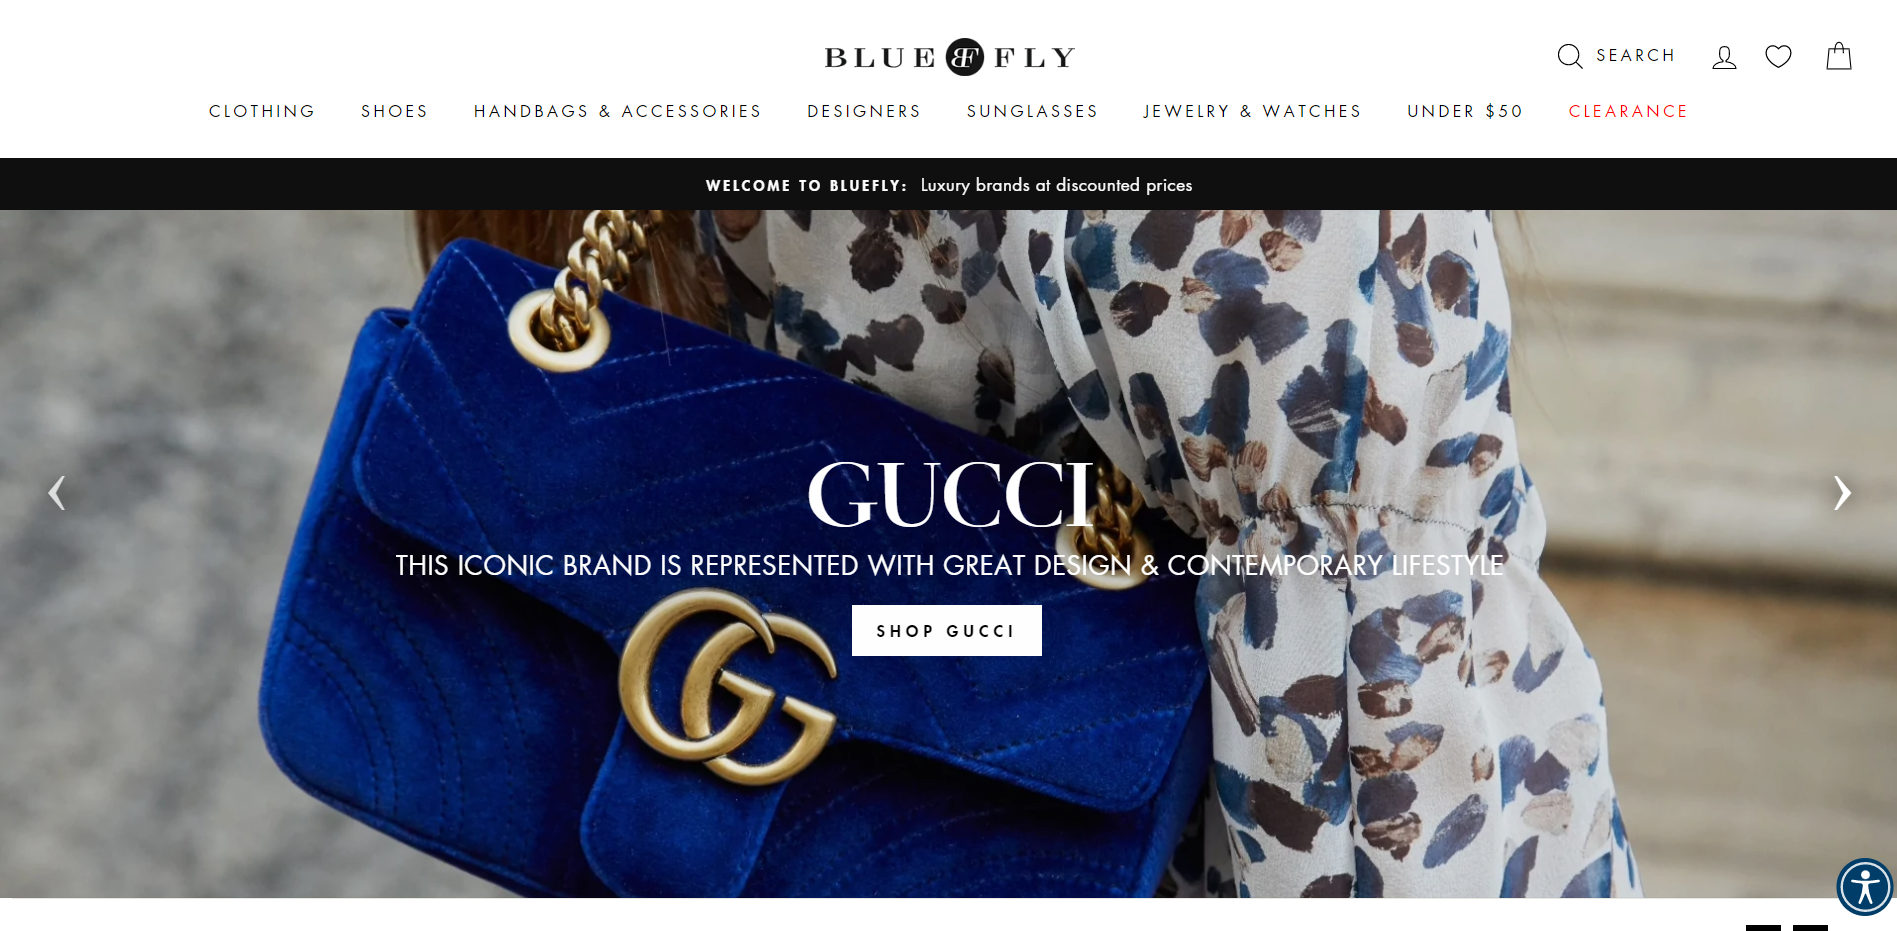 BLUE BF FLY
SEARCH
CLOTHING SHOES HANDBAGS & ACCESSORIES DESIGNERS SUNGLASSES JEWELRY & WATCHES UNDER $50 CLEARANCE
WELCOME TO BLUEFLY: Luxury brands at discounted prices
GUCCI
THIS ICONIC BRAND IS REPRESENTED WITH GREAT DESIGN & CONTEMPORARY LIFESTYLE
SHOP GUCCI
GG